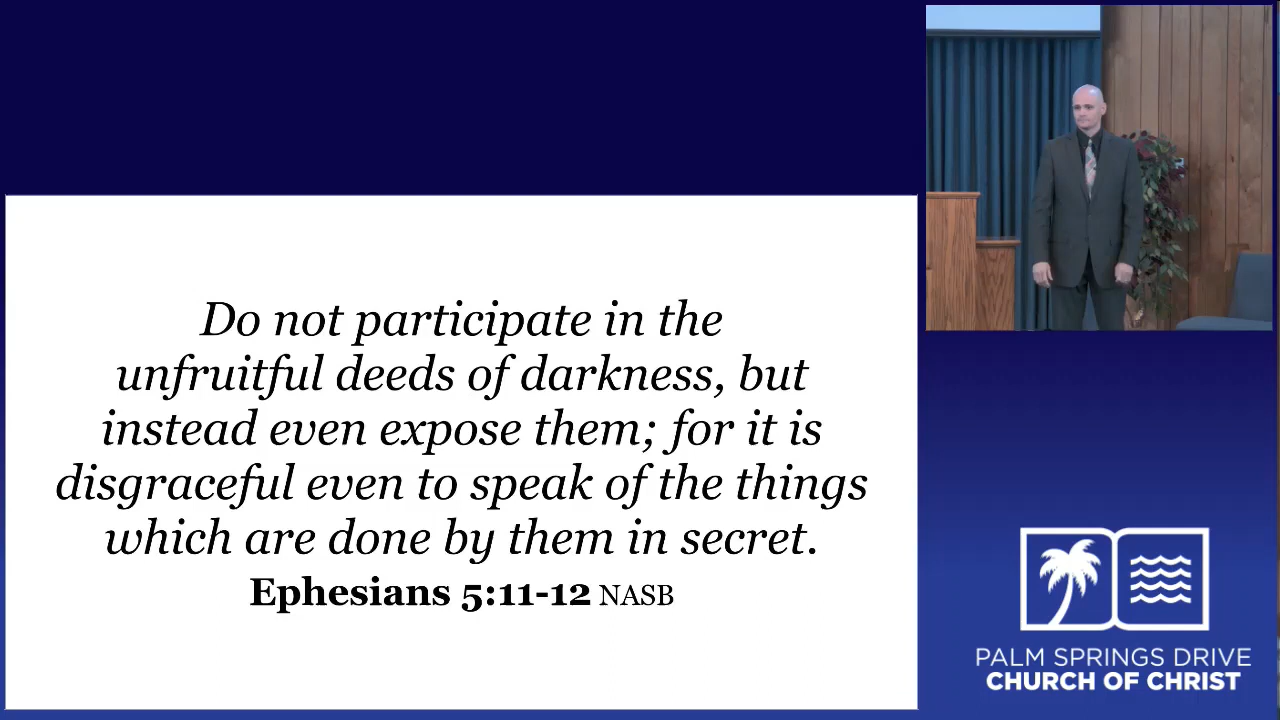 Do not participate in the
unfruitful deeds of darkness, but
instead even expose them; for it is
disgraceful even to speak of the things
which are done by them in secret.
Ephesians 5:11-12 NASB
PALM SPRINGS DRIVE
CHURCH OF CHRIST